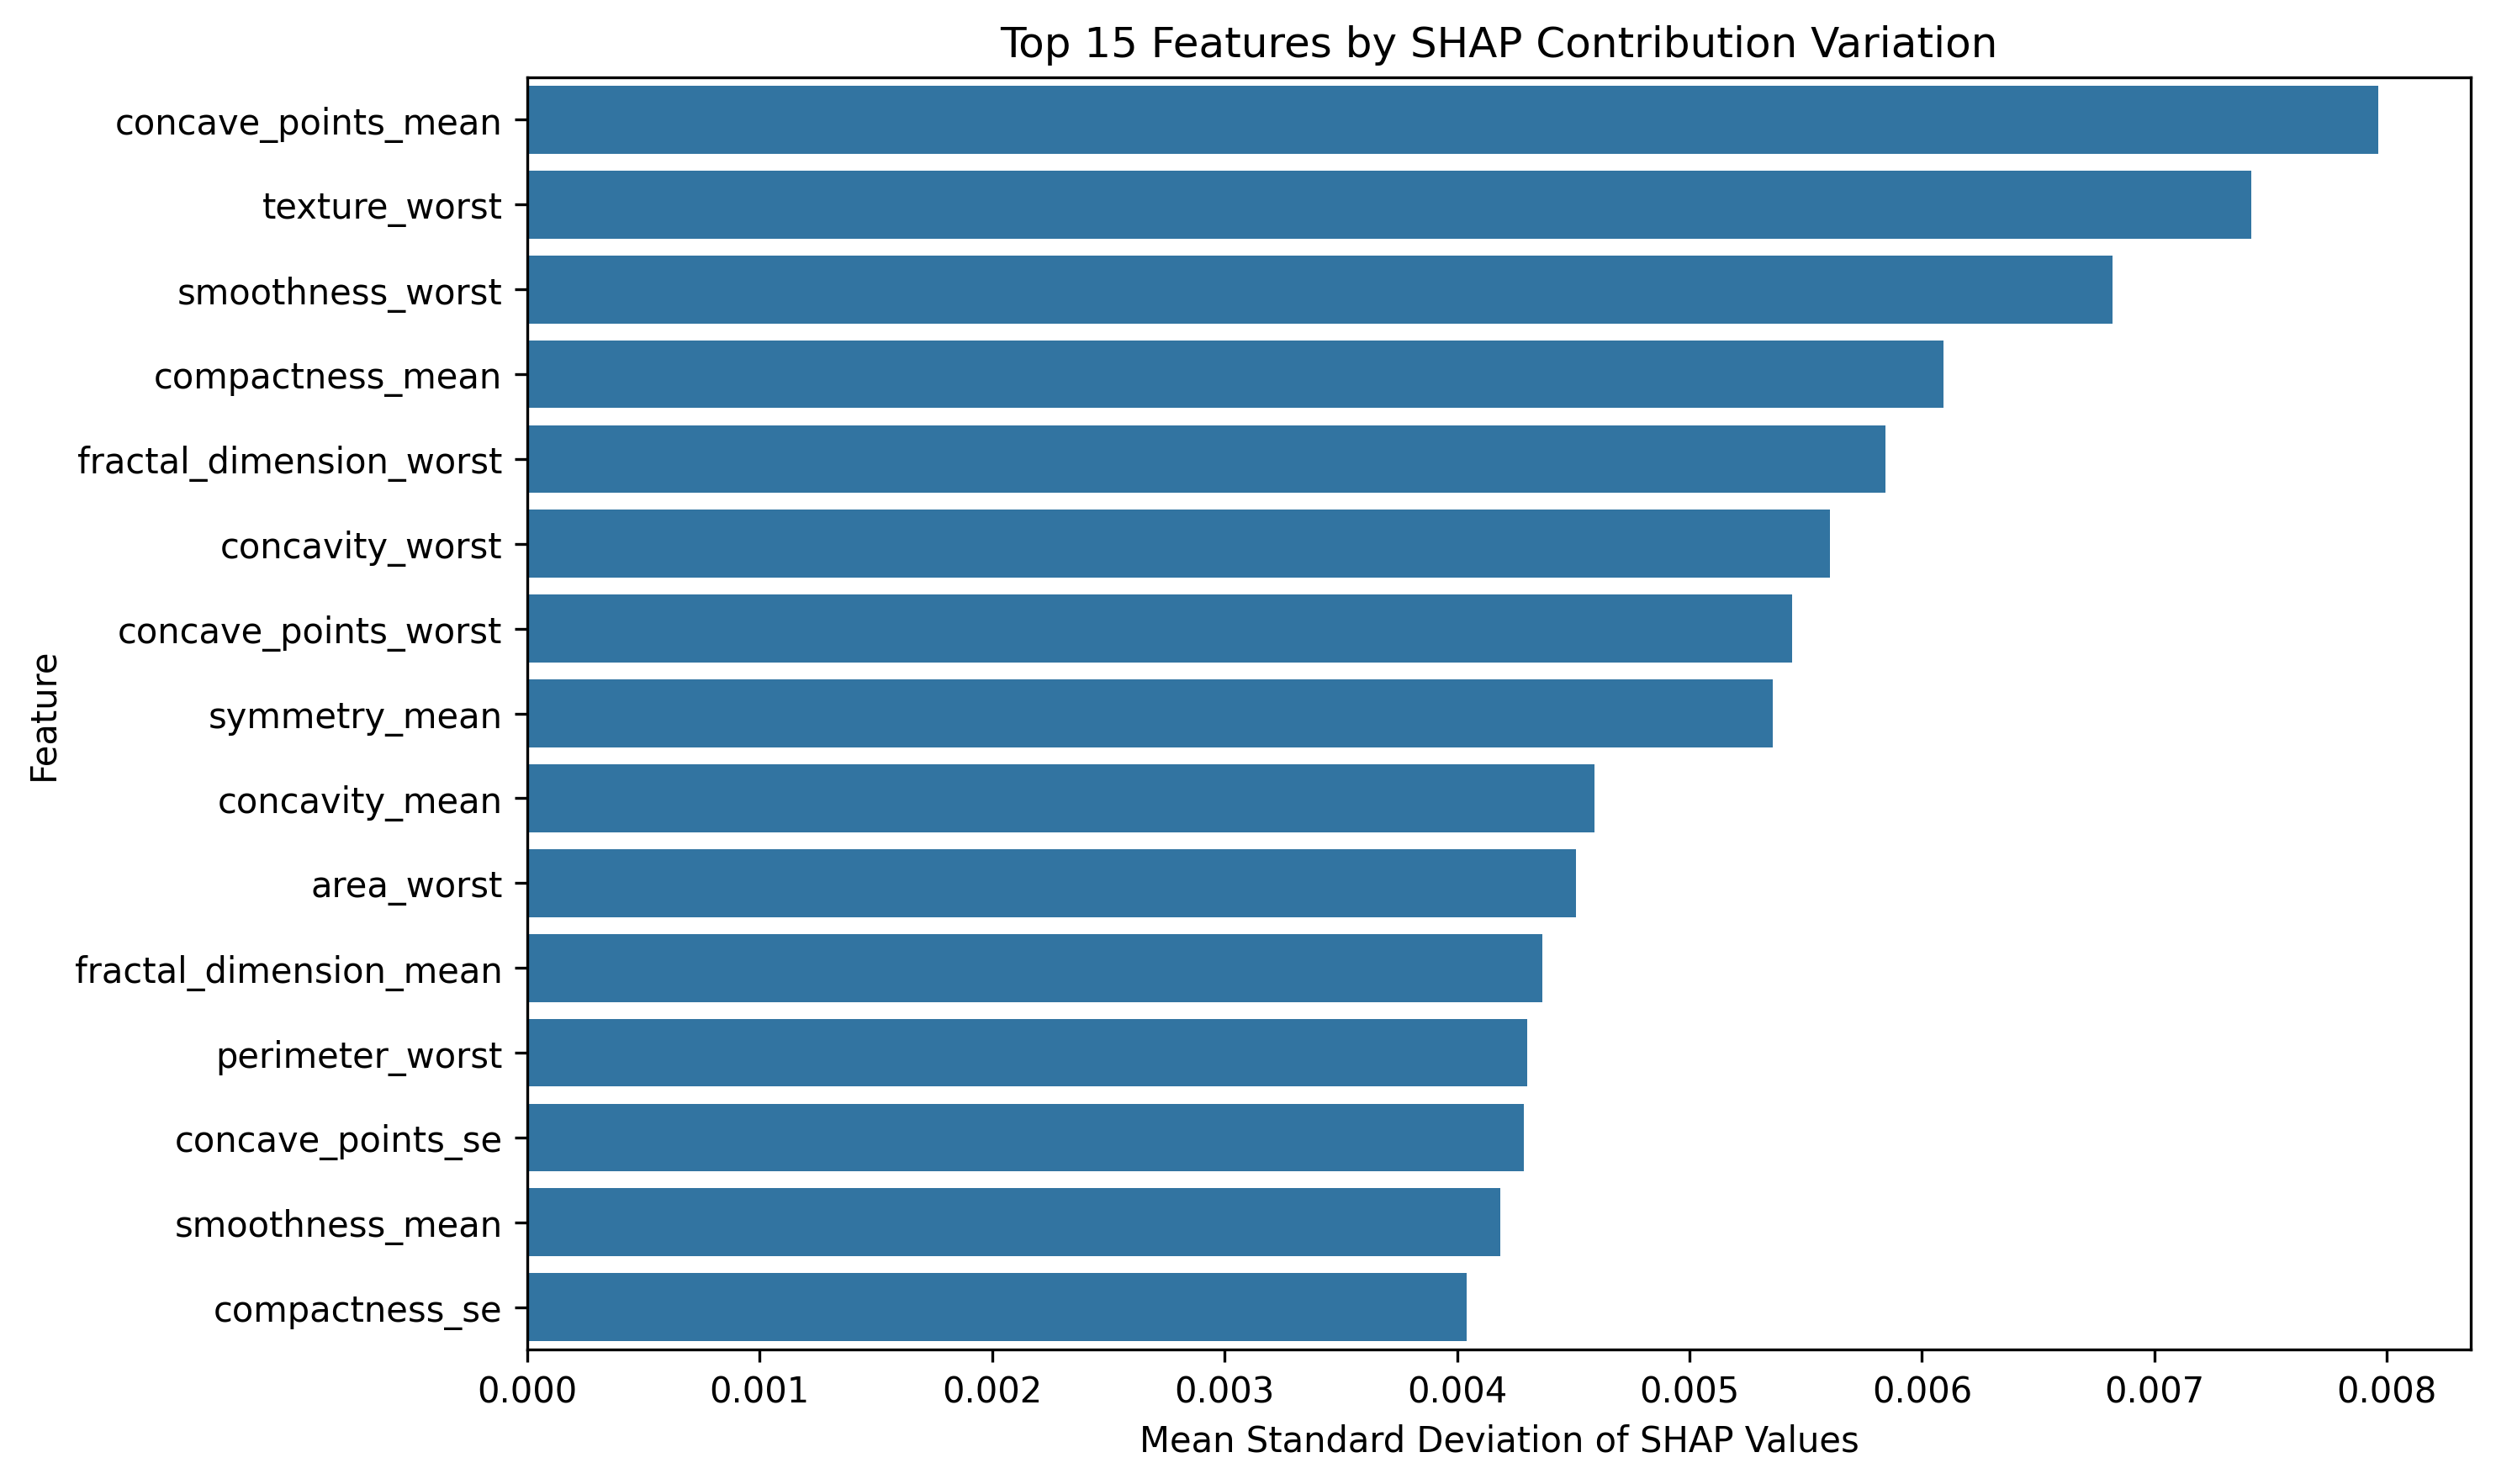 Top 15 Features by SHAP Contribution Variation
concave_points_mean
texture_worst
smoothness_worst
compactness_mean
fractal_dimension_worst
concavity_worst
concave_points_worst
symmetry_mean
concavity_mean
area_worst
fractal_dimension_mean
perimeter_worst
concave_points_se
smoothness_mean
compactness_se
Feature
0.000 0.001 0.002 0.003 0.004 0.005 0.006 0.007 0.008
Mean Standard Deviation of SHAP Values